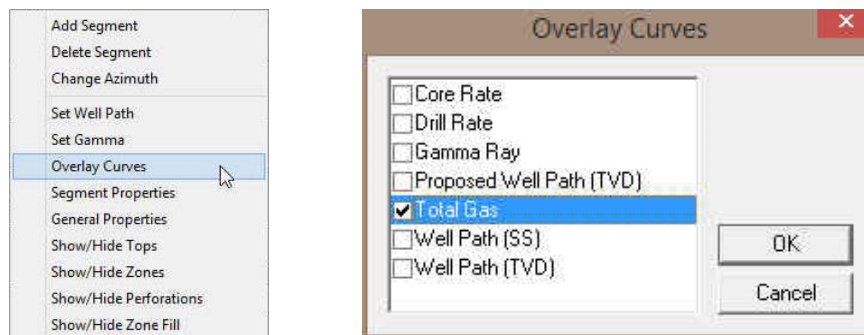 Add Segment
Delete Segment
Change Azimuth
Set Well Path
Set Gamma
Overlay Curves
Segment Properties
General Properties
Show/Hide Tops
Show/Hide Zones
Show/Hide Perforations
Show/Hide Zone Fill
Overlay Curves
Core Rate
Drill Rate
Gamma Ray
Proposed Well Path (TVD)
Total Gas
Well Path (SS)
Well Path (TVD)
OK
Cancel